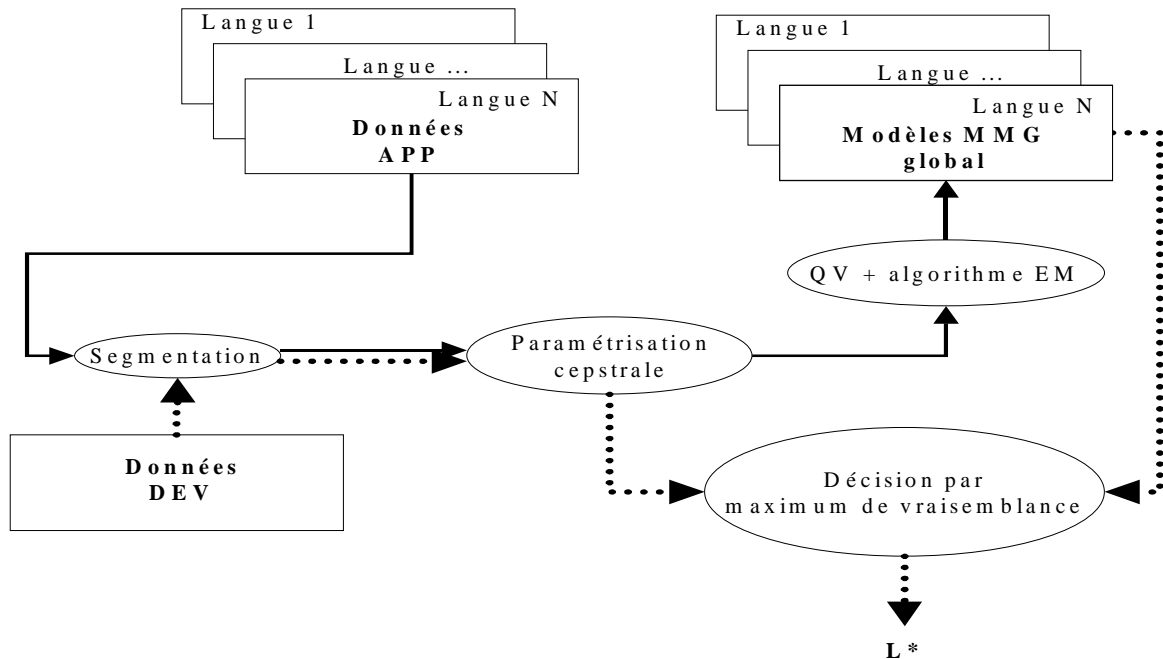 Langue 1
Langue ...
Langue N
Données
APP
Langue 1
Langue ...
Langue N
Modèles MMG
global
QV + algorithme EM
Segmentation
Paramétrisation
cepstrale
Données
DEV
Décision par
maximum de vraisemblance
L*